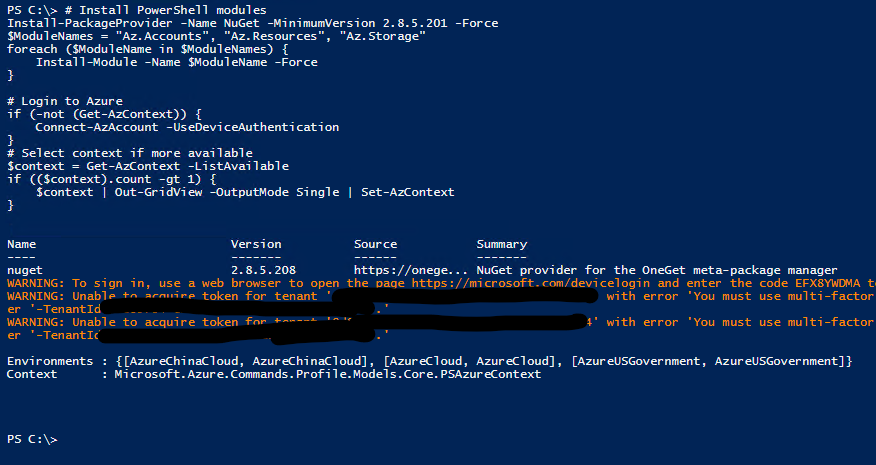 PS C:\> # Install PowerShell modules
Install-PackageProvider -Name NuGet -MinimumVersion 2.8.5.201 -Force
$ModuleNames = "Az.Accounts", "Az.Resources", "Az.Storage"
foreach ($ModuleName in $ModuleNames) {
    Install-Module -Name $ModuleName -Force
}

# Login to Azure
if (-not (Get-AzContext)) {
    Connect-AzAccount -UseDeviceAuthentication
}
# Select context if more available
$context = Get-AzContext -ListAvailable
if (($context).count -gt 1) {
    $context | Out-GridView -OutputMode Single | Set-AzContext
}

Name                           Version          Source           Summary
----                           -------          ------           -------
nuget                          2.8.5.208        https://onege... NuGet provider for the OneGet meta-package manager
WARNING: To sign in, use a web browser to open the page https://microsoft.com/devicelogin and enter the code EFX8YWDMA to
WARNING: Unable to acquire token for tenant ' with error 'You must use multi-factor
er '-TenantId .'
WARNING: Unable to acquire token for tenant ' 4' with error 'You must use multi-factor
er '-TenantId .'

Environments : {[AzureChinaCloud, AzureChinaCloud], [AzureCloud, AzureCloud], [AzureUSGovernment, AzureUSGovernment]}
Context      : Microsoft.Azure.Commands.Profile.Models.Core.PSAzureContext

PS C:\>